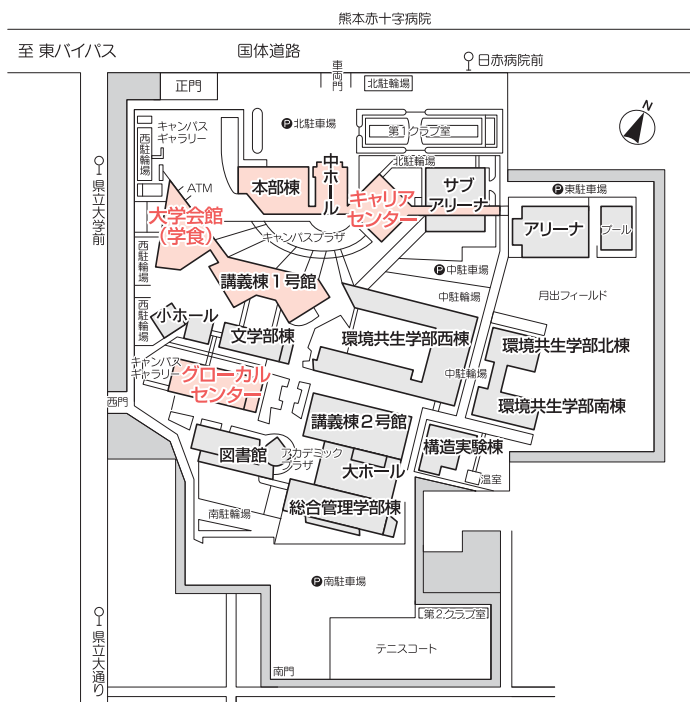 熊本赤十字病院
至 東バイパス
国体道路
日赤病院前
車両門
正門
北駐輪場
N
キャンパス
ギャラリー
P北駐車場
第1クラブ室
西駐輪場
中ホール
北駐輪場
県立大学前
ATM
本部棟
サブ
アリーナ
P東駐車場
キャリア
センター
大学会館
(学食)
アリーナ
プール
キャンパスプラザ
西駐輪場
P中駐車場
講義棟1号館
中駐輪場
月出フィールド
西駐輪場
小ホール
文学部棟
環境共生学部西棟
環境共生学部北棟
キャンパス
ギャラリー
グローカル
センター
中駐輪場
西門
環境共生学部南棟
講義棟2号館
構造実験棟
図書館
アカデミック
プラザ
大ホール
温室
総合管理学部棟
南駐輪場
P南駐車場
第2クラブ室
県立大通り
テニスコート
南門